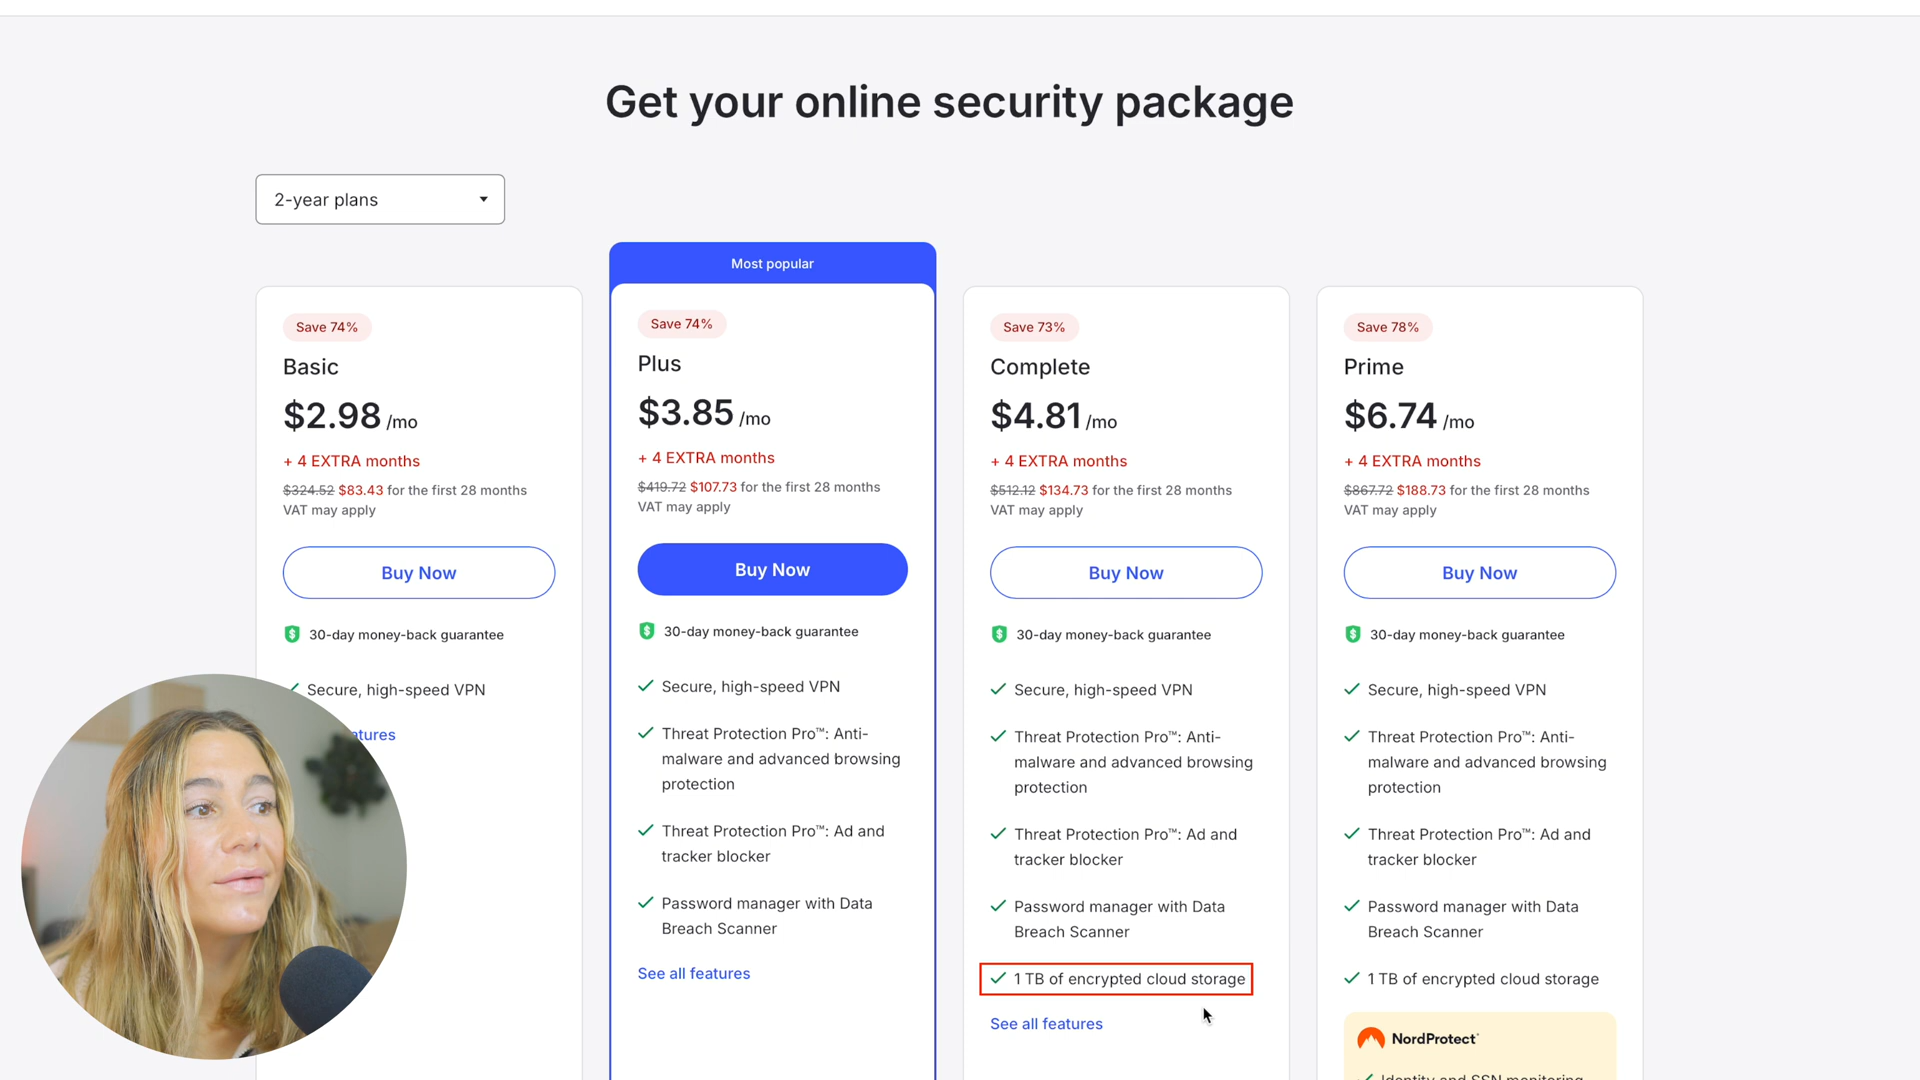 Get your online security package
2-year plans
Most popular
Save 74%
Basic
$2.98 /mo
+ 4 EXTRA months
$324.52 $83.43 for the first 28 months
VAT may apply
Buy Now
30-day money-back guarantee
Secure, high-speed VPN
atures
Save 74%
Plus
$3.85 /mo
+ 4 EXTRA months
$419.72 $107.73 for the first 28 months
VAT may apply
Buy Now
30-day money-back guarantee
Secure, high-speed VPN
Threat Protection Pro™: Anti-
malware and advanced browsing
protection
Threat Protection Pro™: Ad and
tracker blocker
Password manager with Data
Breach Scanner
See all features
Save 73%
Complete
$4.81 /mo
+ 4 EXTRA months
$512.12 $134.73 for the first 28 months
VAT may apply
Buy Now
30-day money-back guarantee
Secure, high-speed VPN
Threat Protection Pro™: Anti-
malware and advanced browsing
protection
Threat Protection Pro™: Ad and
tracker blocker
Password manager with Data
Breach Scanner
1 TB of encrypted cloud storage
See all features
Save 78%
Prime
$6.74 /mo
+ 4 EXTRA months
$867.72 $188.73 for the first 28 months
VAT may apply
Buy Now
30-day money-back guarantee
Secure, high-speed VPN
Threat Protection Pro™: Anti-
malware and advanced browsing
protection
Threat Protection Pro™: Ad and
tracker blocker
Password manager with Data
Breach Scanner
1 TB of encrypted cloud storage
NordProtect
Identity and SSN monitoring